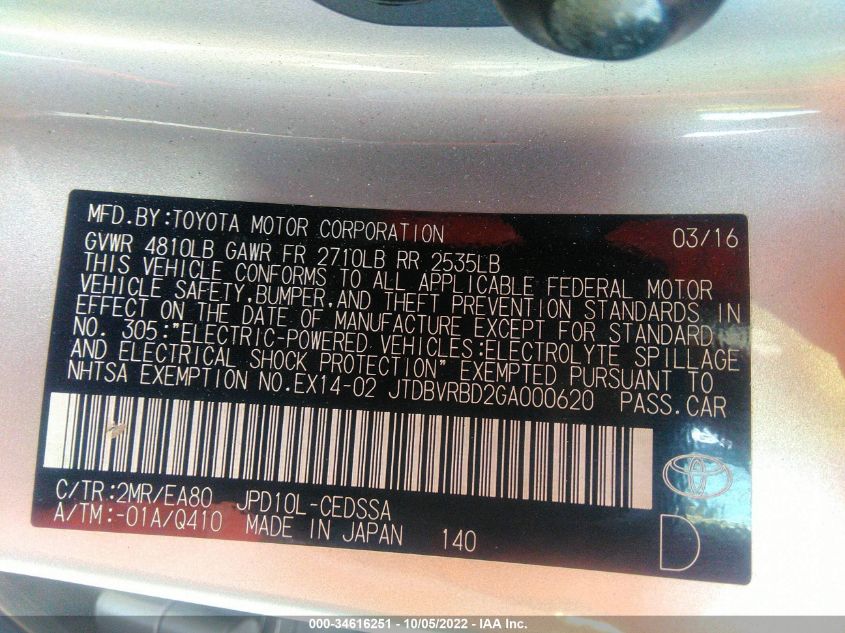 MFD.BY:TOYOTA MOTOR CORPORATION 03/16
GVWR 4810LB GAWR FR 2710LB RR 2535LB
THIS VEHICLE CONFORMS TO ALL APPLICABLE FEDERAL MOTOR
VEHICLE SAFETY,BUMPER,AND THEFT PREVENTION STANDARDS IN
EFFECT ON THE DATE OF MANUFACTURE EXCEPT FOR STANDARD
NO. 305:"ELECTRIC-POWERED VEHICLES:ELECTROLYTE SPILLAGE
AND ELECTRICAL SHOCK PROTECTION" EXEMPTED PURSUANT TO
NHTSA EXEMPTION NO.EX14-02 JTDBVRBD2GA000620 PASS.CAR
C/TR:2MR/EA80 JPD10L-CEDSSA
A/TM:-01A/Q410 MADE IN JAPAN 140
D
000-34616251 - 10/05/2022 - IAA Inc.